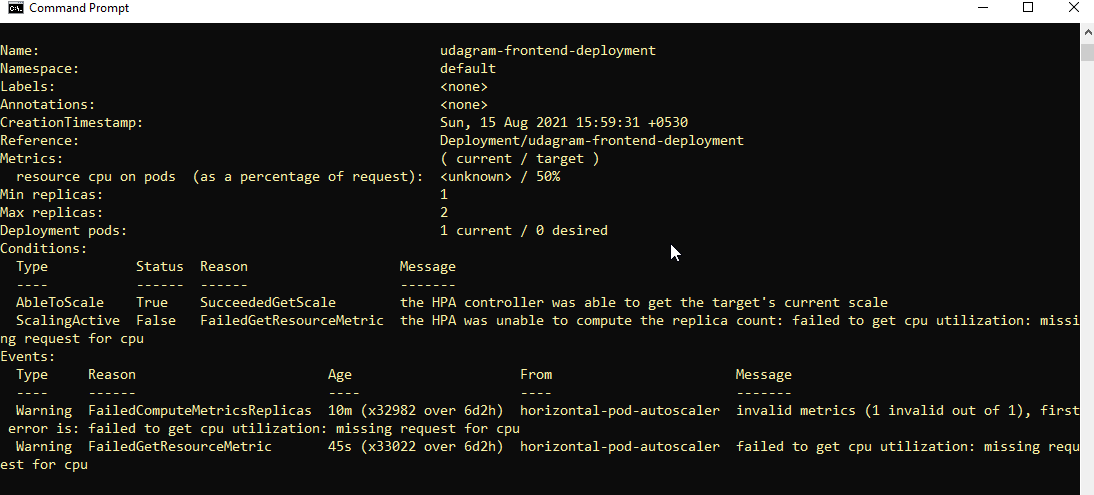 Command Prompt
Name: udagram-frontend-deployment
Namespace: default
Labels: <none>
Annotations: <none>
CreationTimestamp: Sun, 15 Aug 2021 15:59:31 +0530
Reference: Deployment/udagram-frontend-deployment
Metrics: ( current / target )
resource cpu on pods (as a percentage of request): <unknown> / 50%
Min replicas: 1
Max replicas: 2
Deployment pods: 1 current / 0 desired
Conditions:
Type Status Reason Message
---- ------ ------ -------
AbleToScale True SucceededGetScale the HPA controller was able to get the target's current scale
ScalingActive False FailedGetResourceMetric the HPA was unable to compute the replica count: failed to get cpu utilization: missi
ng request for cpu
Events:
Type Reason Age From Message
---- ------ ---- ---- -------
Warning FailedComputeMetricsReplicas 10m (x32982 over 6d2h) horizontal-pod-autoscaler invalid metrics (1 invalid out of 1), first
error is: failed to get cpu utilization: missing request for cpu
Warning FailedGetResourceMetric 45s (x33022 over 6d2h) horizontal-pod-autoscaler failed to get cpu utilization: missing requ
est for cpu